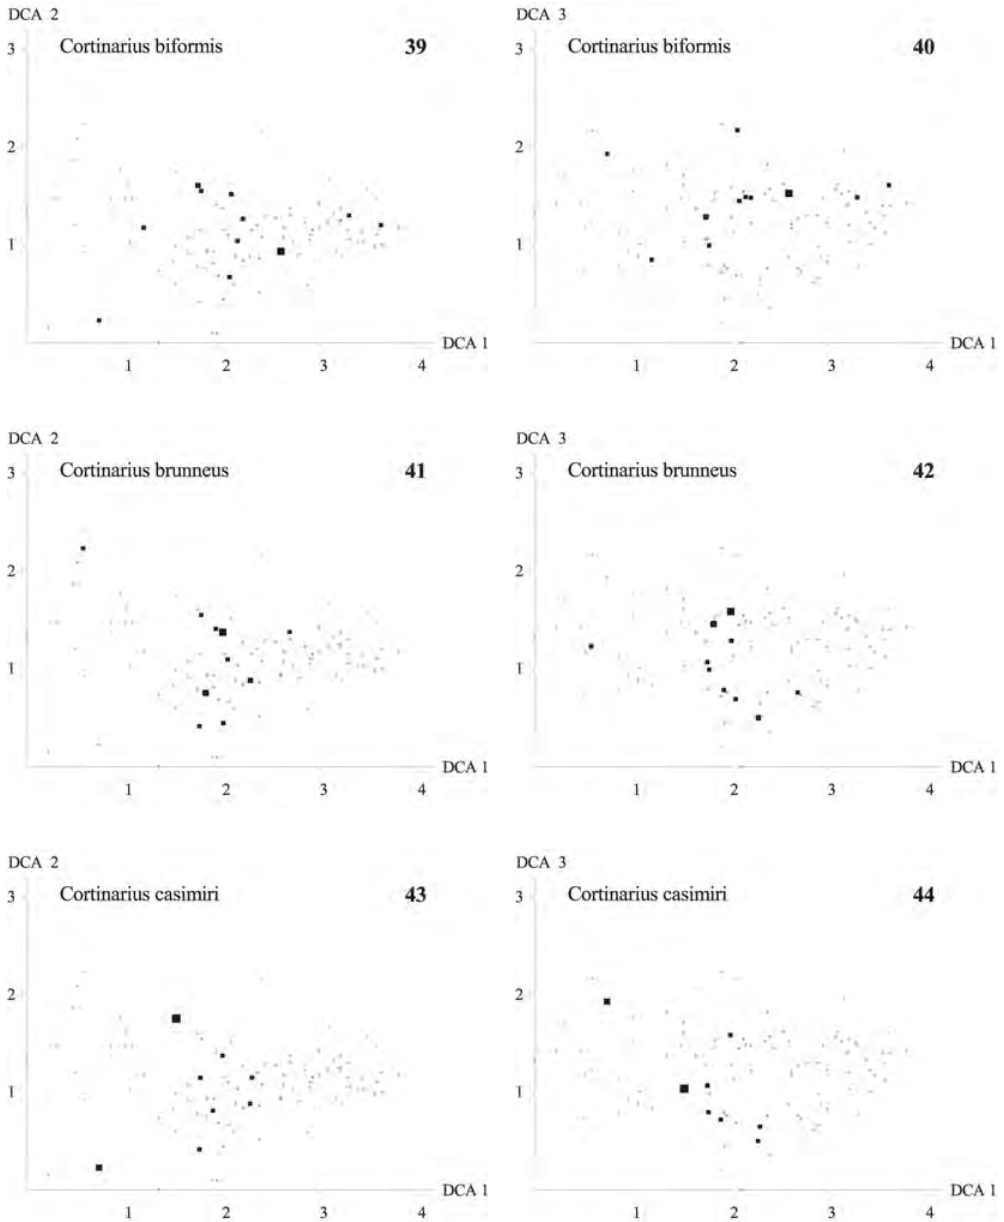 DCA 2
3
Cortinarius biformis
39
2
1
DCA 1
1 2 3 4
DCA 3
3
Cortinarius biformis
40
2
1
DCA 1
1 2 3 4
DCA 2
3
Cortinarius brunneus
41
2
1
DCA 1
1 2 3 4
DCA 3
3
Cortinarius brunneus
42
2
1
DCA 1
1 2 3 4
DCA 2
3
Cortinarius casimiri
43
2
1
DCA 1
1 2 3 4
DCA 3
3
Cortinarius casimiri
44
2
1
DCA 1
1 2 3 4